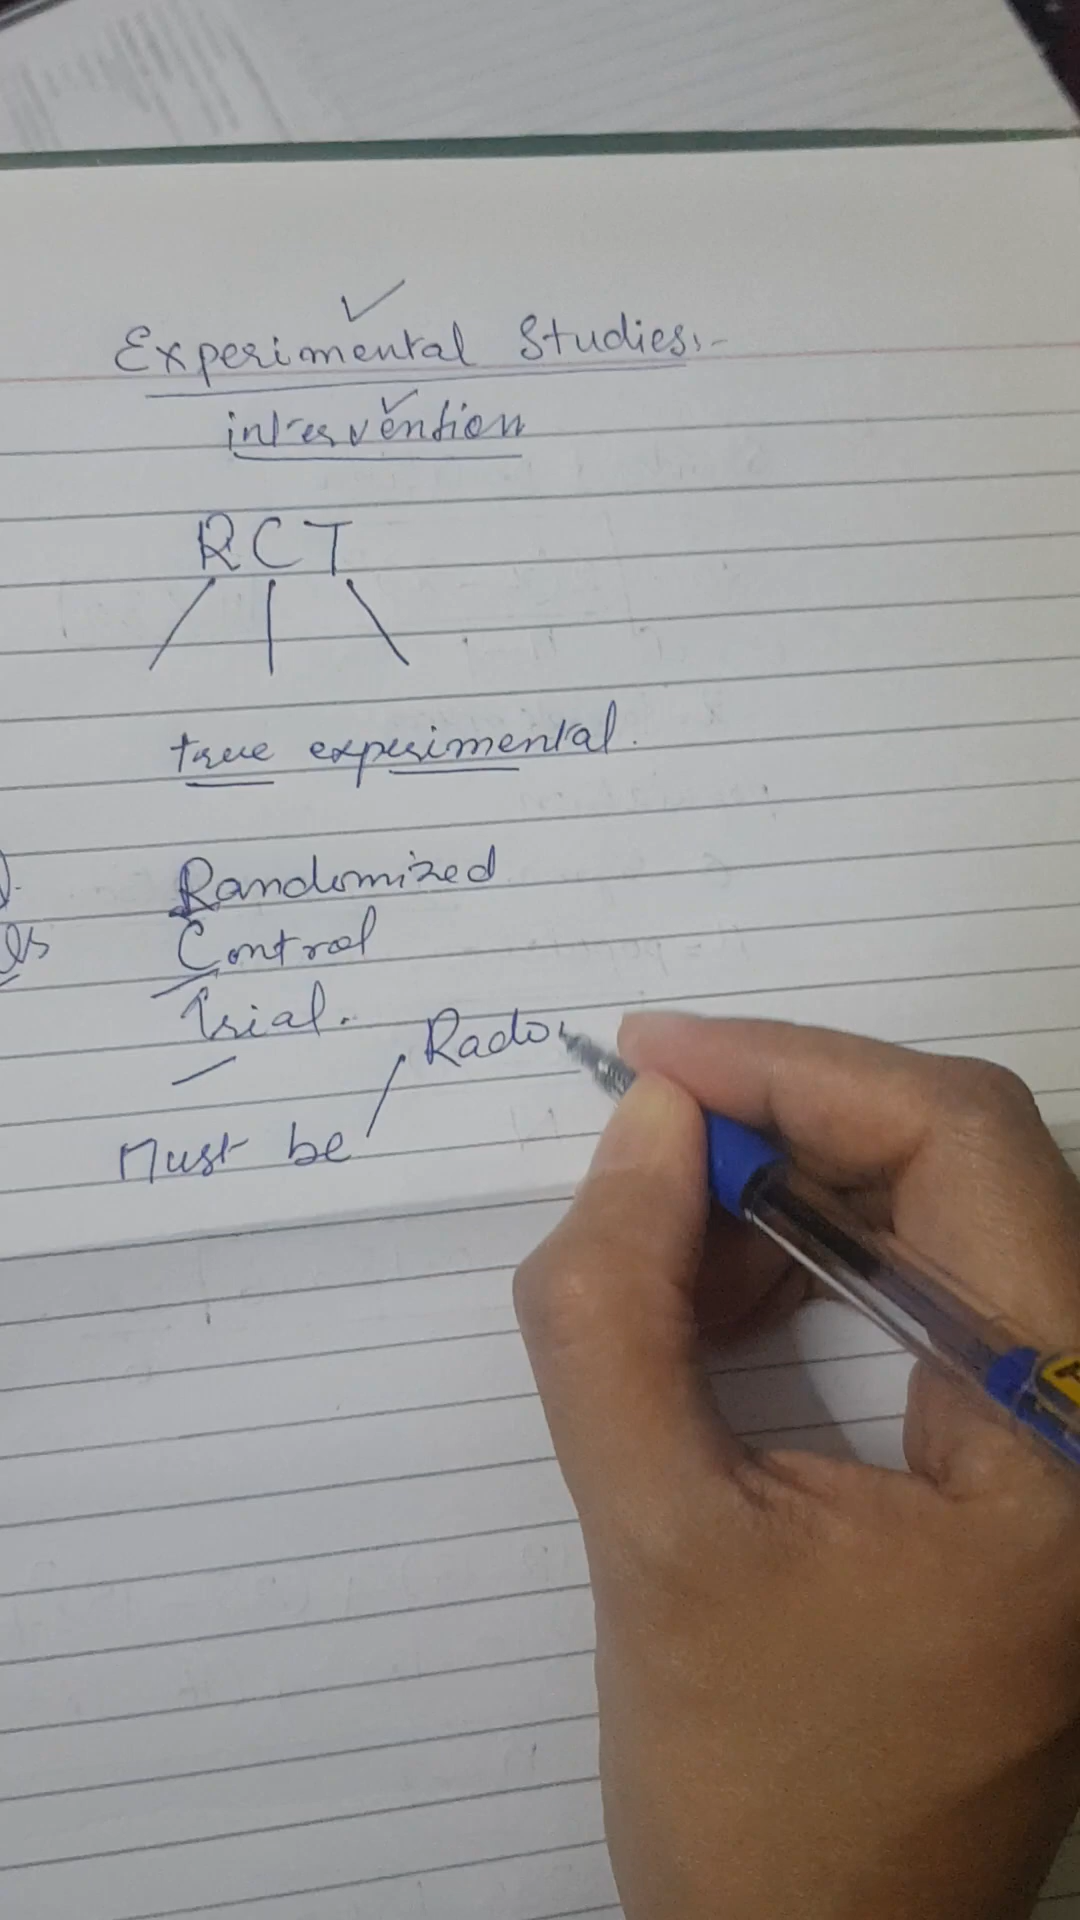 Experimental Studies:-
intervention
RCT
true experimental.
Randomized
Control
Trial.
Rado
Must be